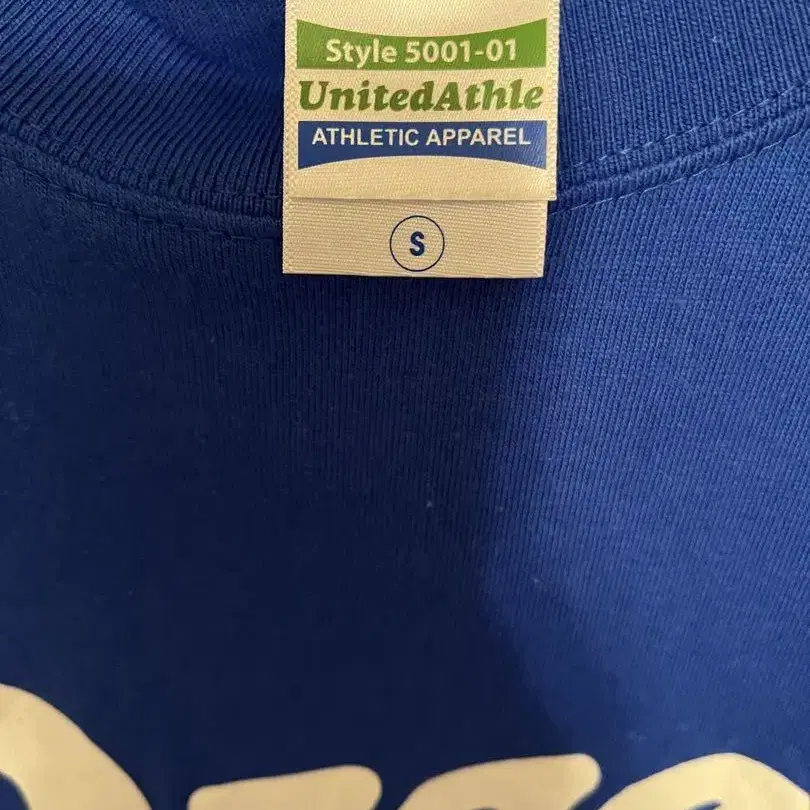 Style 5001-01
UnitedAthle
ATHLETIC APPAREL
S